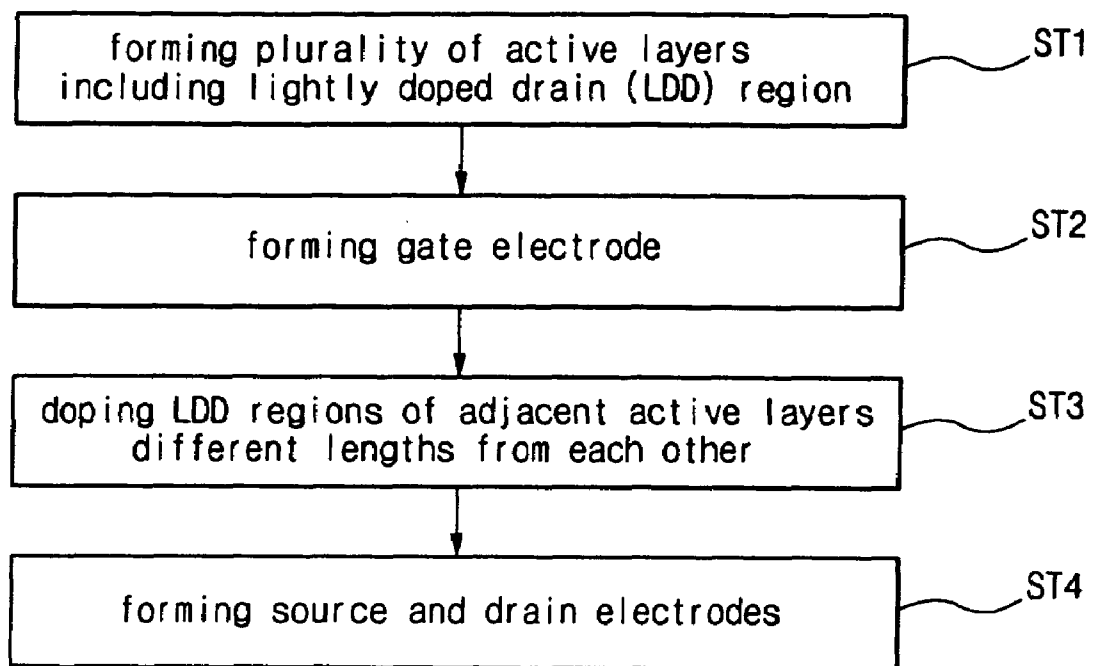 forming plurality of active layers
including lightly doped drain (LDD) region
ST1
forming gate electrode
ST2
doping LDD regions of adjacent active layers
different lengths from each other
ST3
forming source and drain electrodes
ST4